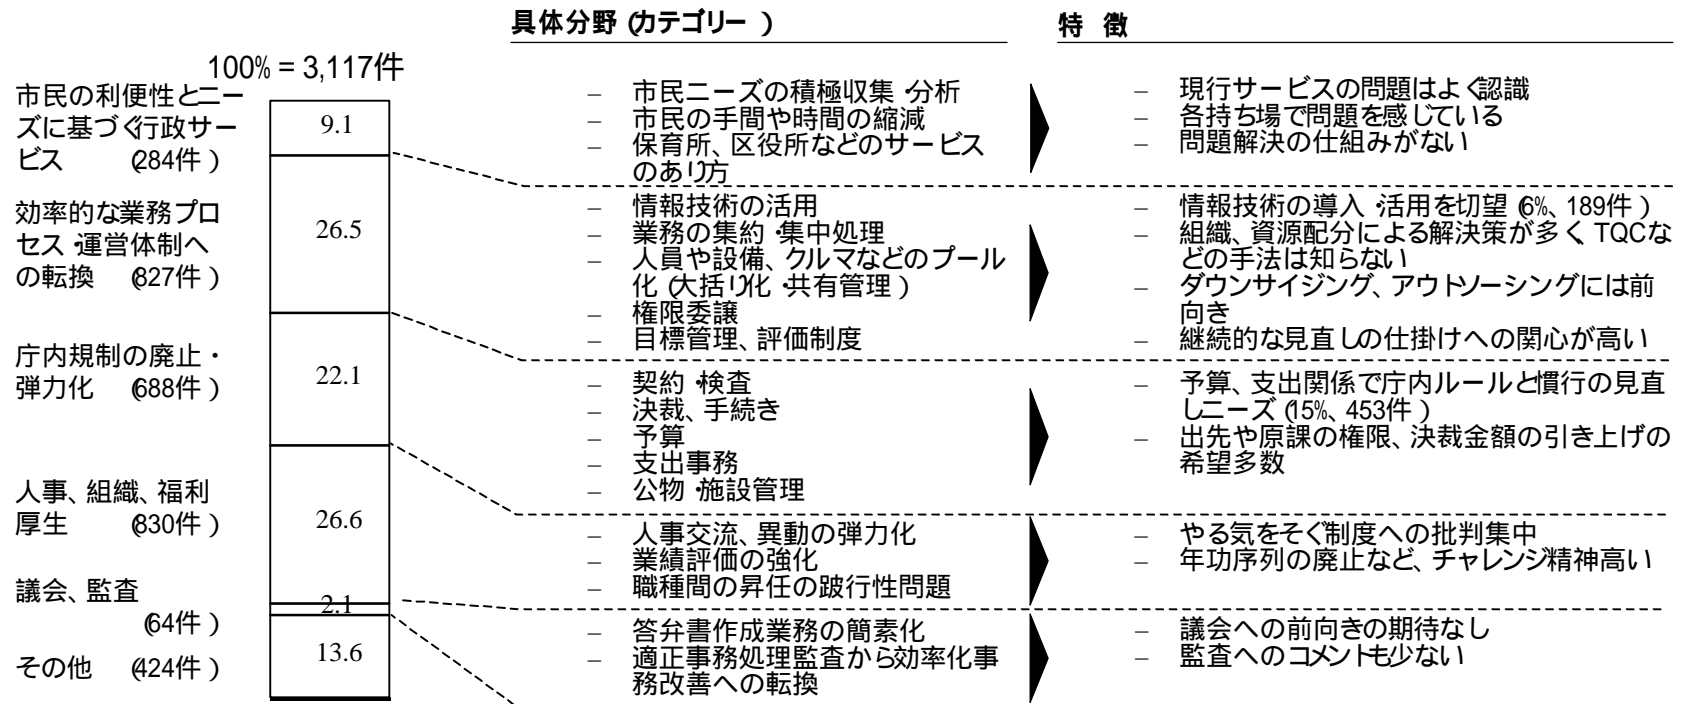 具体分野（カテゴリー）
特 徴
100% = 3,117件
市民の利便性とニー
ズに基づく行政サー
ビス （284件）
9.1
－ 市民ニーズの積極収集・分析
－ 市民の手間や時間の縮減
－ 保育所、区役所などのサービス
のあり方
－ 現行サービスの問題はよく認識
－ 各持ち場で問題を感じている
－ 問題解決の仕組みがない
効率的な業務プロ
セス・運営体制へ
の転換 （827件）
26.5
－ 情報技術の活用
－ 業務の集約・集中処理
－ 人員や設備、クルマなどのプール
化（大括り化・共有管理）
－ 権限委譲
－ 目標管理、評価制度
－ 情報技術の導入・活用を切望（6%、189件）
－ 組織、資源配分による解決策が多く、TQCな
どの手法は知らない
－ ダウンサイジング、アウトソーシングには前
向き
－ 継続的な見直しの仕掛けへの関心が高い
庁内規制の廃止・
弾力化 （688件）
22.1
－ 契約・検査
－ 決裁、手続き
－ 予算
－ 支出事務
－ 公物・施設管理
－ 予算、支出関係で庁内ルールと慣行の見直
しニーズ（15%、453件）
－ 出先や原課の権限、決裁金額の引き上げの
希望多数
人事、組織、福利
厚生 （830件）
26.6
－ 人事交流、異動の弾力化
－ 業績評価の強化
－ 職種間の昇任の跛行性問題
－ やる気をそぐ制度への批判集中
－ 年功序列の廃止など、チャレンジ精神高い
議会、監査
（64件）
2.1
－ 答弁書作成業務の簡素化
－ 適正事務処理監査から効率化事
務改善への転換
－ 議会への前向きの期待なし
－ 監査へのコメントも少ない
その他 （424件）
13.6